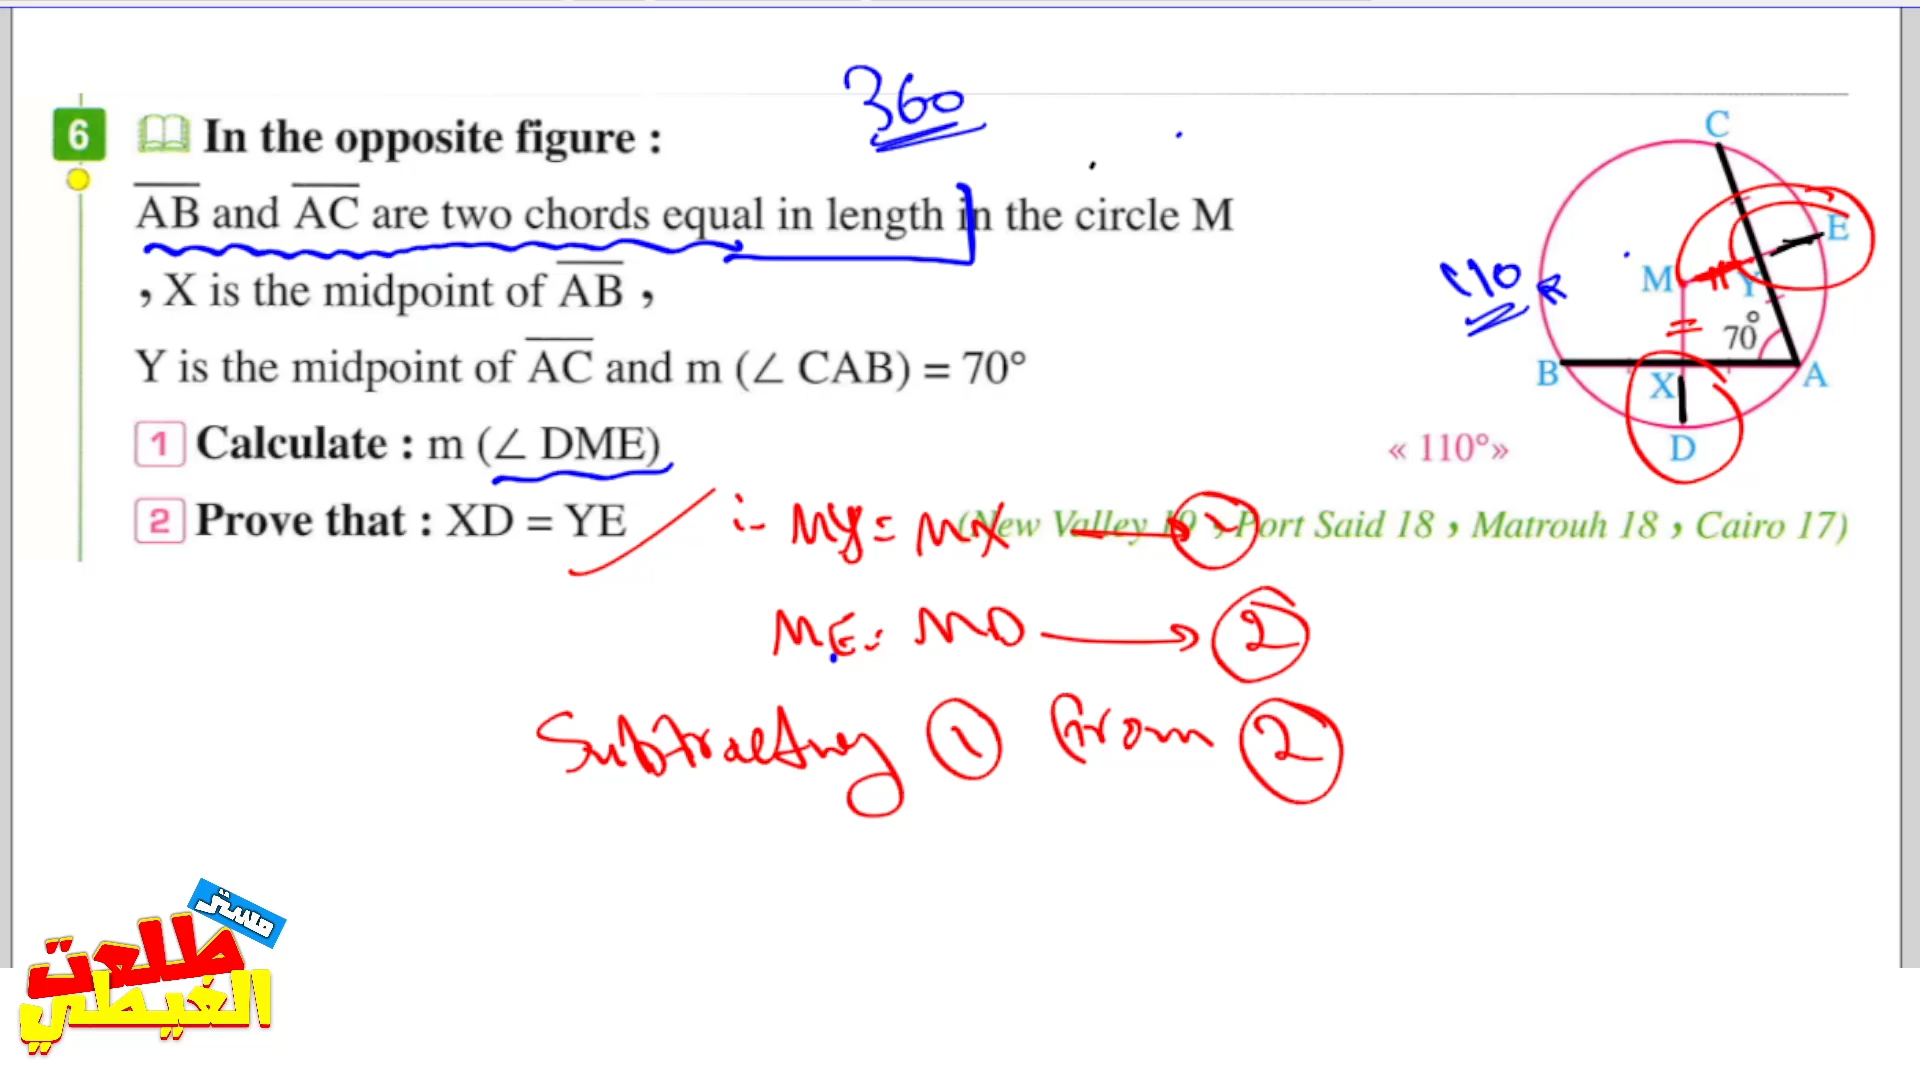 360
6 In the opposite figure :
AB and AC are two chords equal in length in the circle M
, X is the midpoint of AB ,
Y is the midpoint of AC and m (∠ CAB) = 70°
1 Calculate : m (∠ DME)
« 110° »
2 Prove that : XD = YE
(New Valley 19 , Port Said 18 , Matrouh 18 , Cairo 17)
C
E
M
Y
70°
B
X
A
D
110
∵ MY = MX → 1
ME = MD → 2
Subtracting 1 from 2
مستر
طلعت
الغيطي